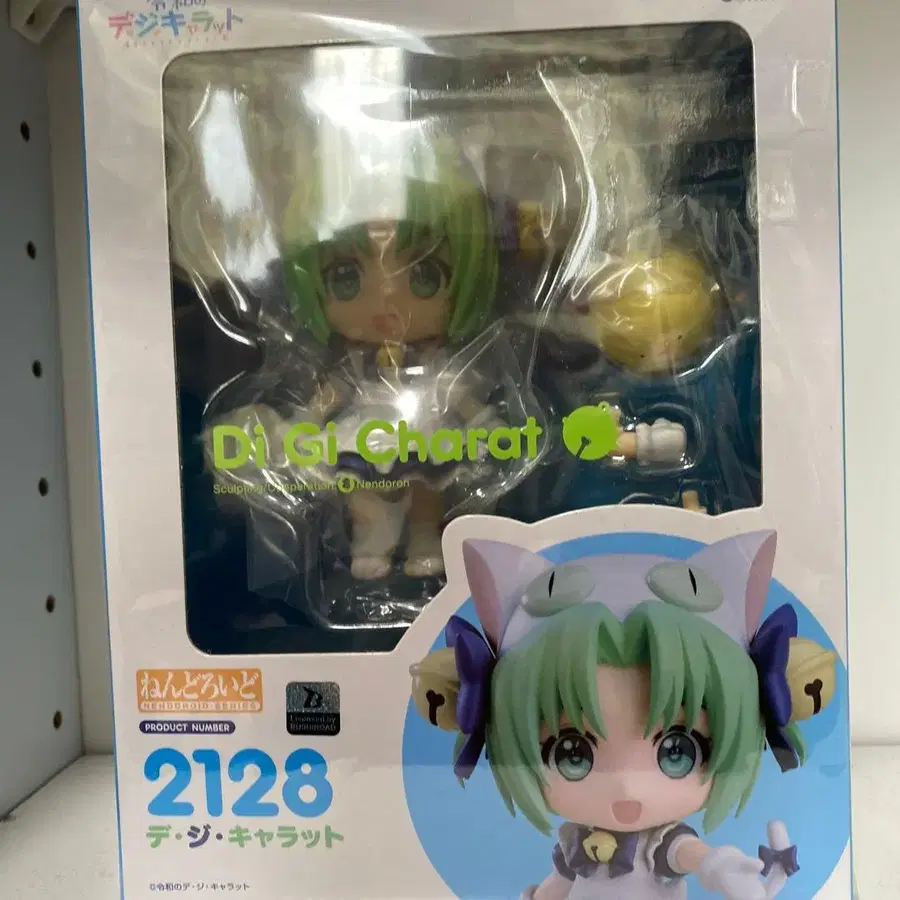 令和の
デ・ジ・キャラット
Di Gi Charat
Sculpting/Cooperation: Nendoron
ねんどろいど
NENDOROID SERIES
PRODUCT NUMBER
Licensed by
BUSHIROAD
2128
デ・ジ・キャラット
©令和のデ・ジ・キャラット